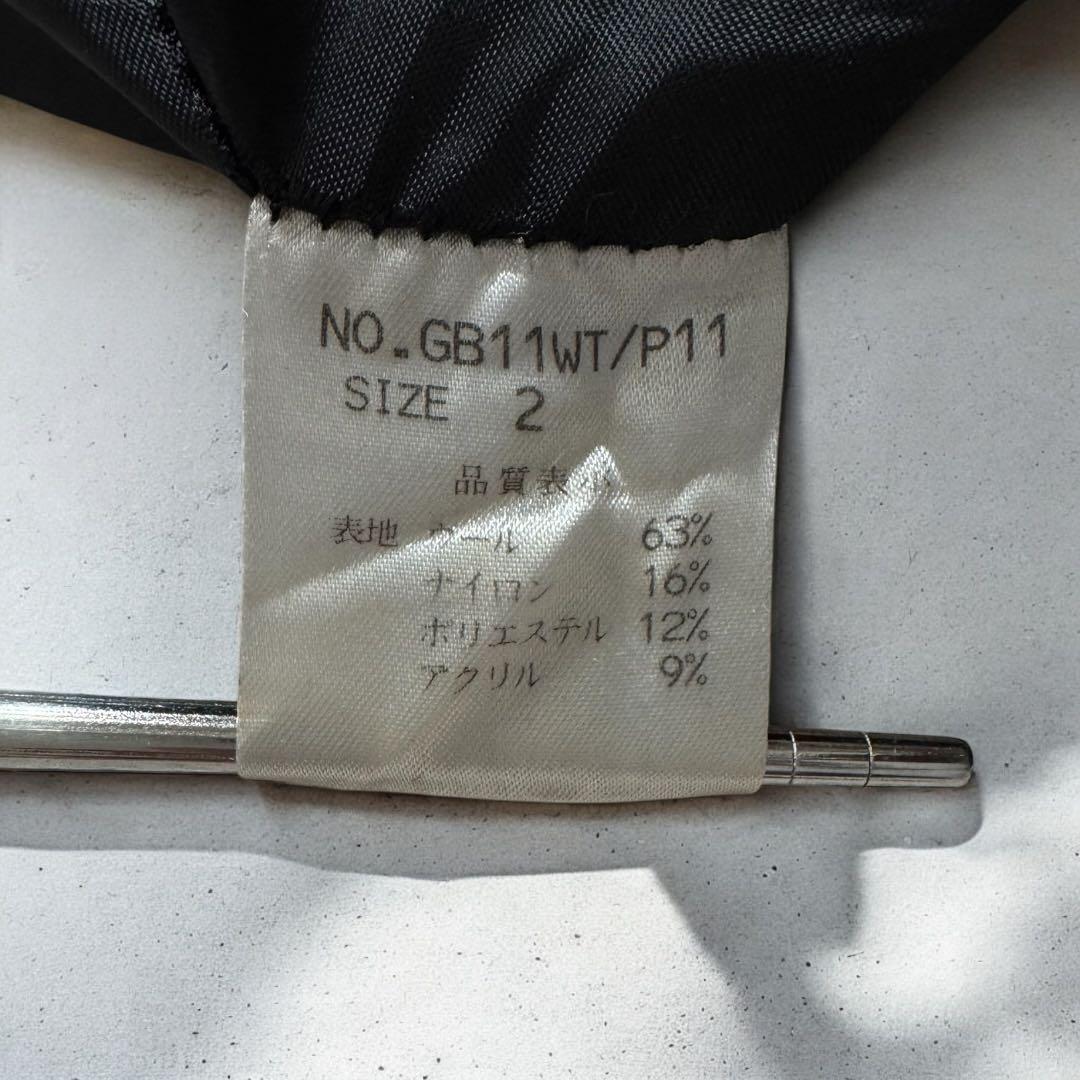 NO.GB11WT/P11
SIZE 2
品質表示
表地 ウール 63%
ナイロン 16%
ポリエステル 12%
アクリル 9%